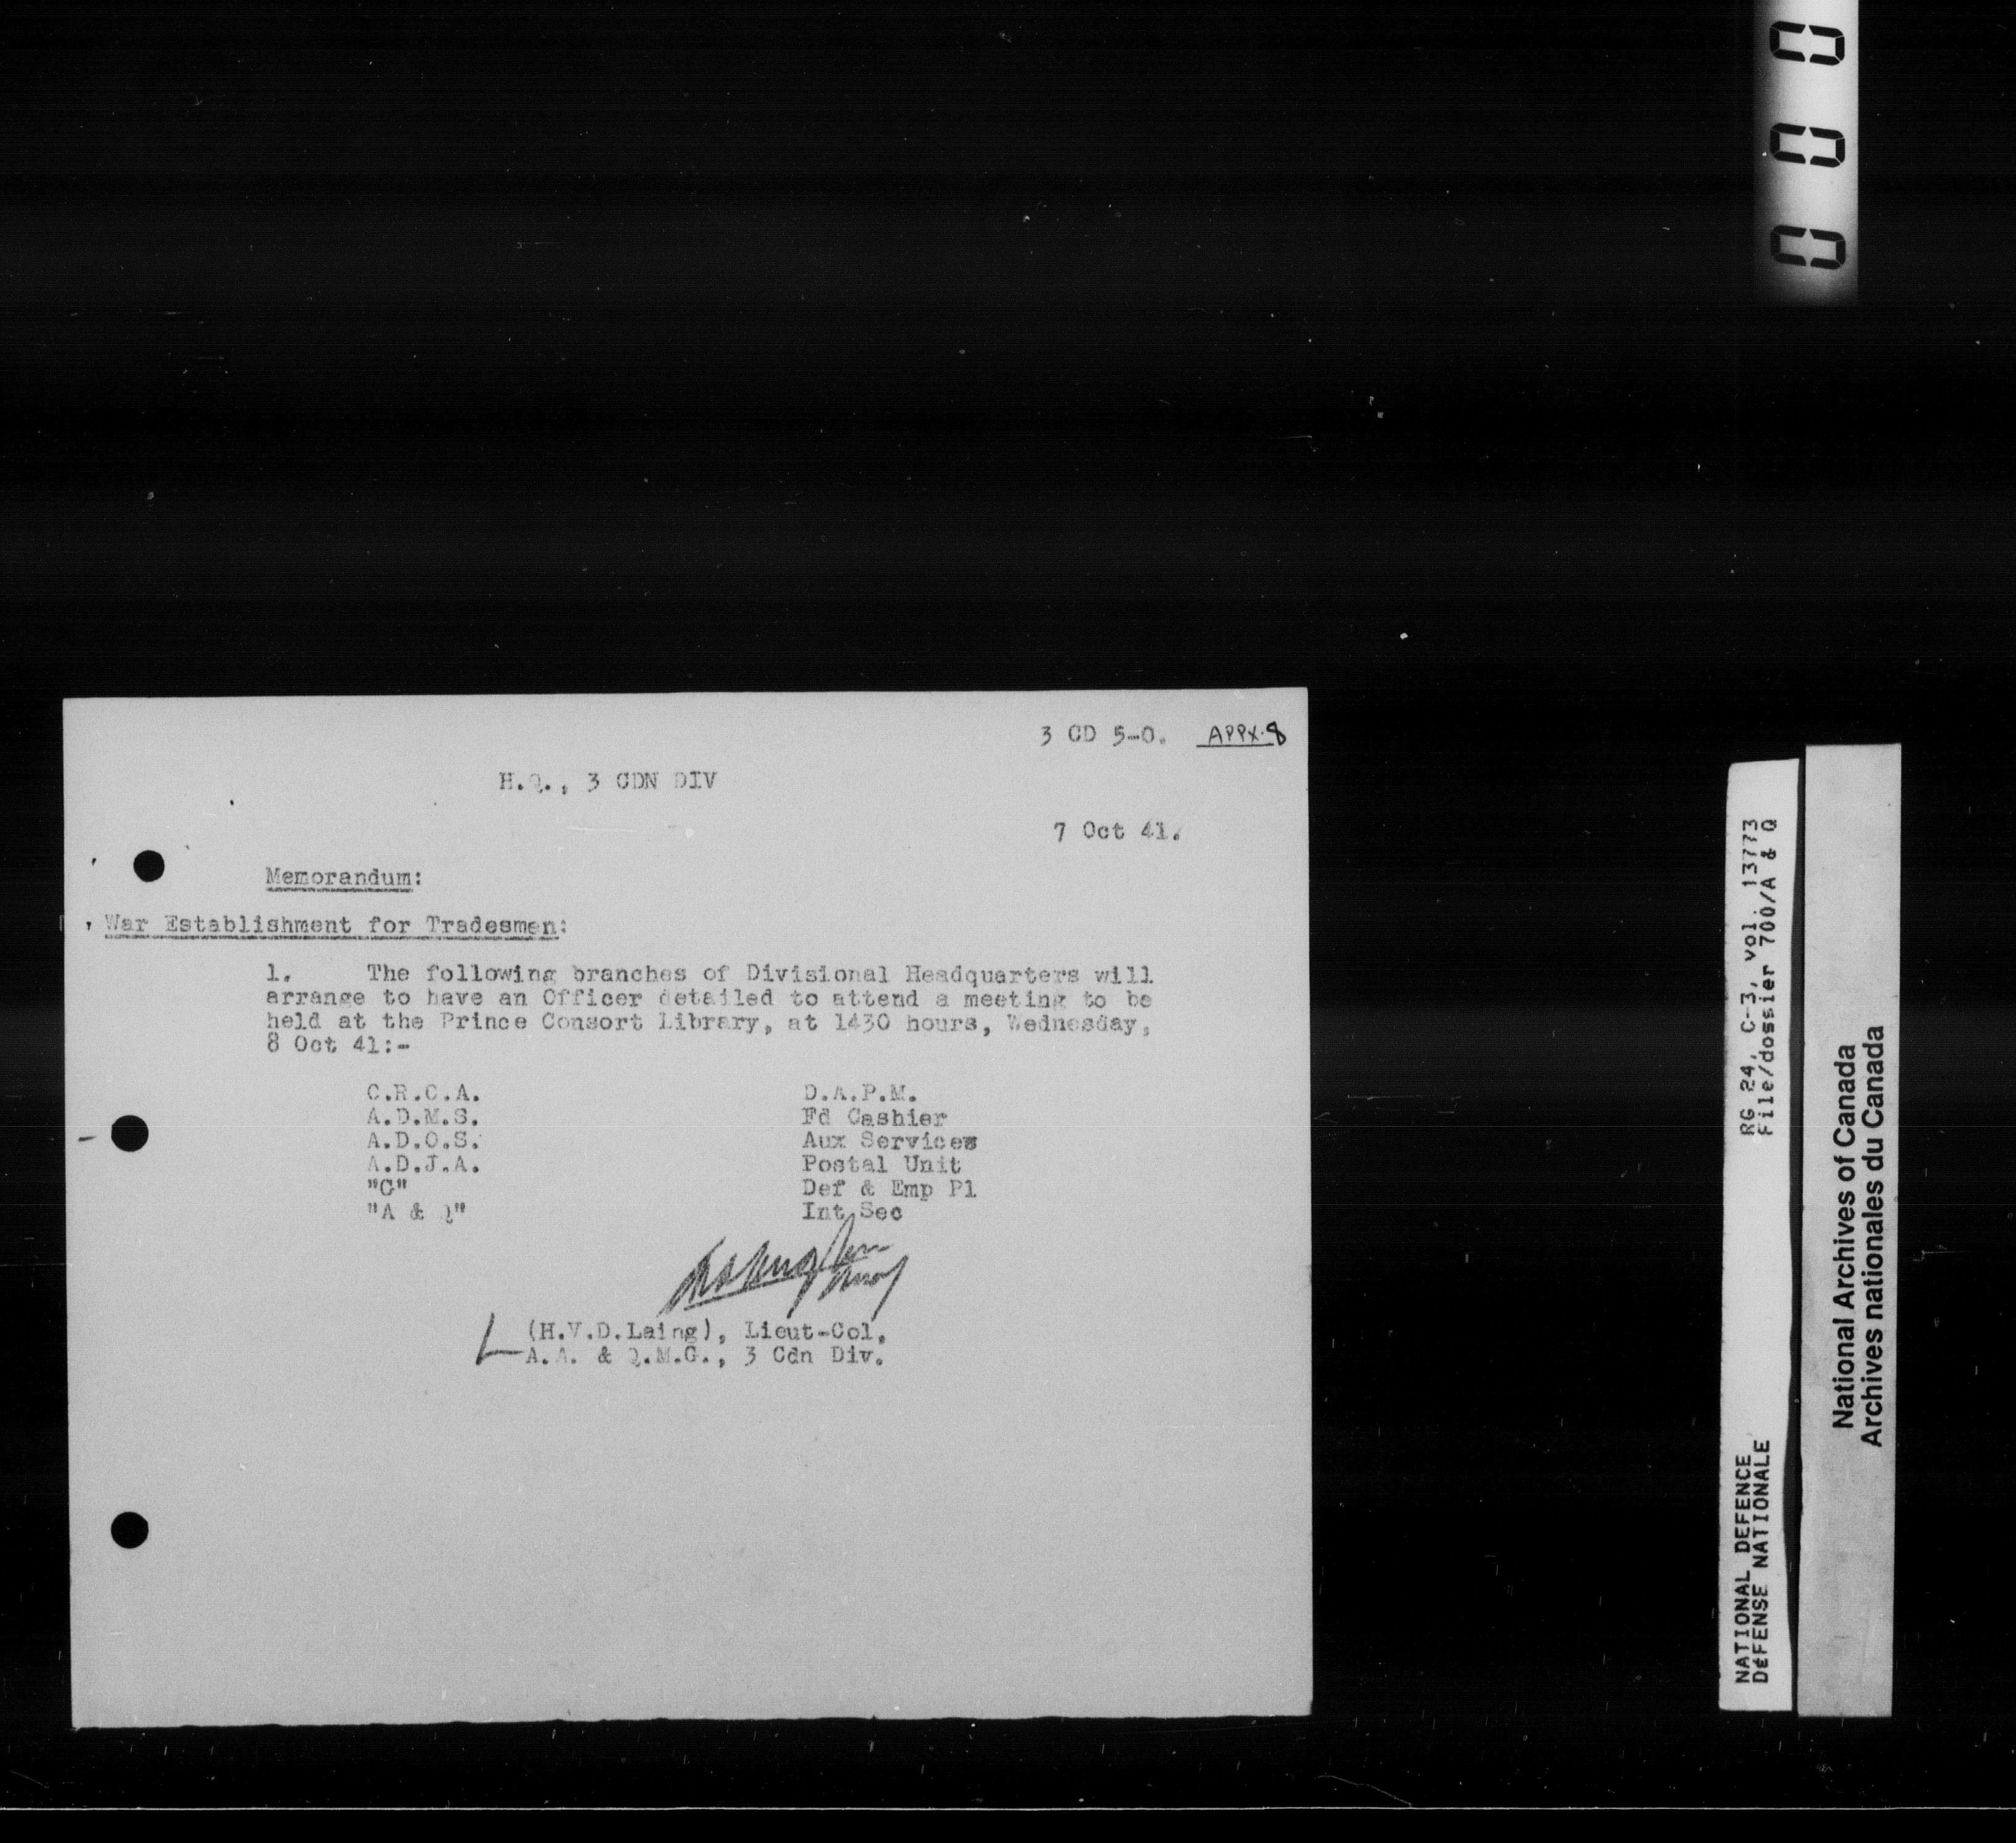 000
3 CD 5-0. APPX.8
H.Q., 3 CDN DIV
7 Oct 41.
Memorandum:
War Establishment for Tradesmen:
1. The following branches of Divisional Headquarters will
arrange to have an Officer detailed to attend a meeting to be
held at the Prince Consort Library, at 1430 hours, Wednesday,
8 Oct 41:-
C.R.C.A. D.A.P.M.
A.D.M.S. Fd Cashier
A.D.O.S. Aux Services
A.D.J.A. Postal Unit
"G" Def & Emp Pl
"A & Q" Int Sec
(H.V.D.Laing), Lieut-Col,
A.A. & Q.M.G., 3 Cdn Div.
NATIONAL DEFENCE RG 24, C-3, vol. 13773
DÉFENSE NATIONALE File/dossier 700/A & Q
National Archives of Canada
Archives nationales du Canada